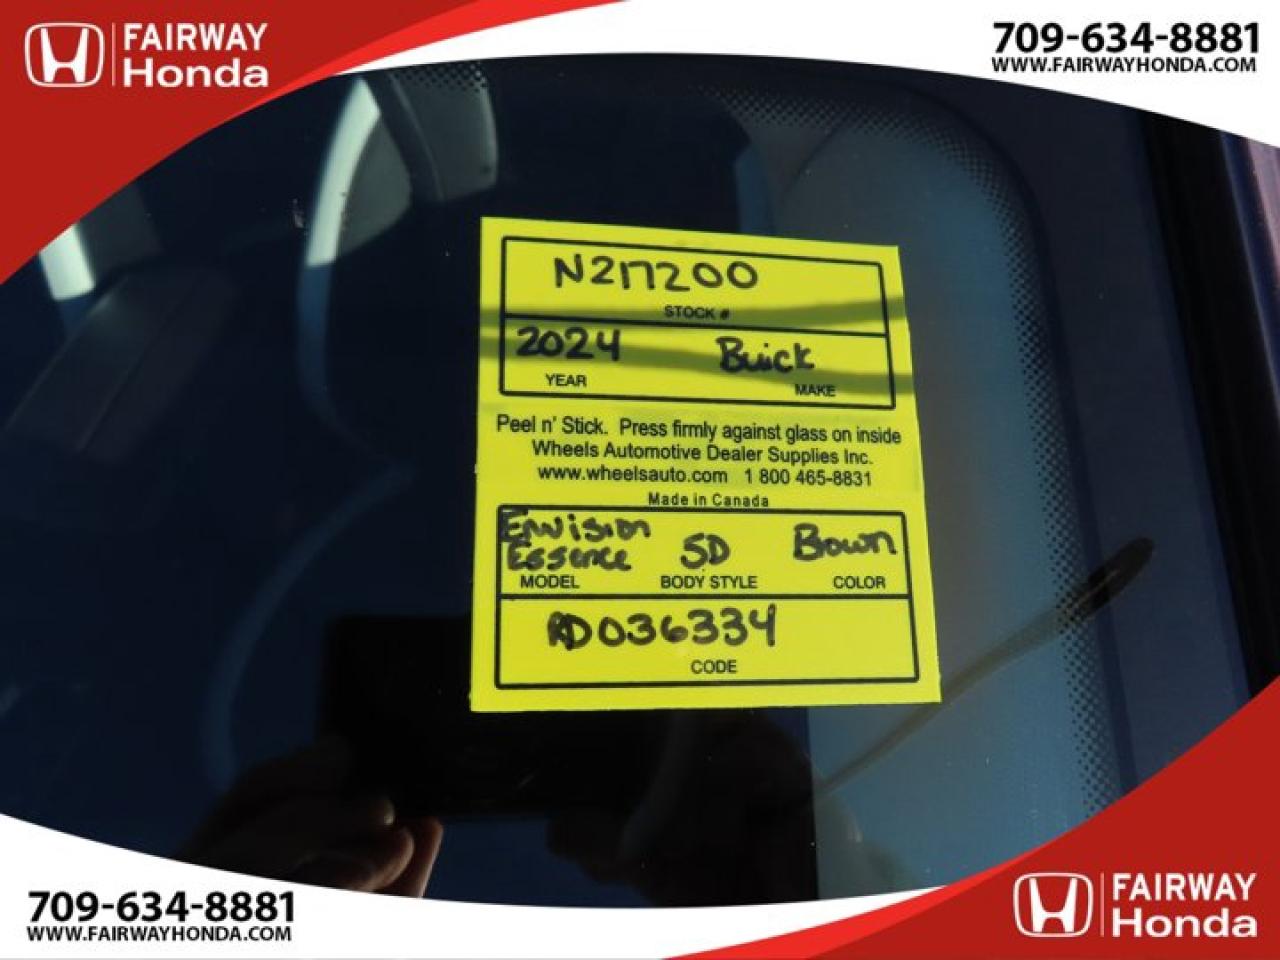 FAIRWAY
Honda
709-634-8881
WWW.FAIRWAYHONDA.COM
N217200
STOCK #
2024 Buick
YEAR MAKE
Peel n' Stick. Press firmly against glass on inside
Wheels Automotive Dealer Supplies Inc.
www.wheelsauto.com 1 800 465-8831
Made in Canada
Envision
Essence 5D Brown
MODEL BODY STYLE COLOR
RD036334
CODE
709-634-8881
WWW.FAIRWAYHONDA.COM
FAIRWAY
Honda